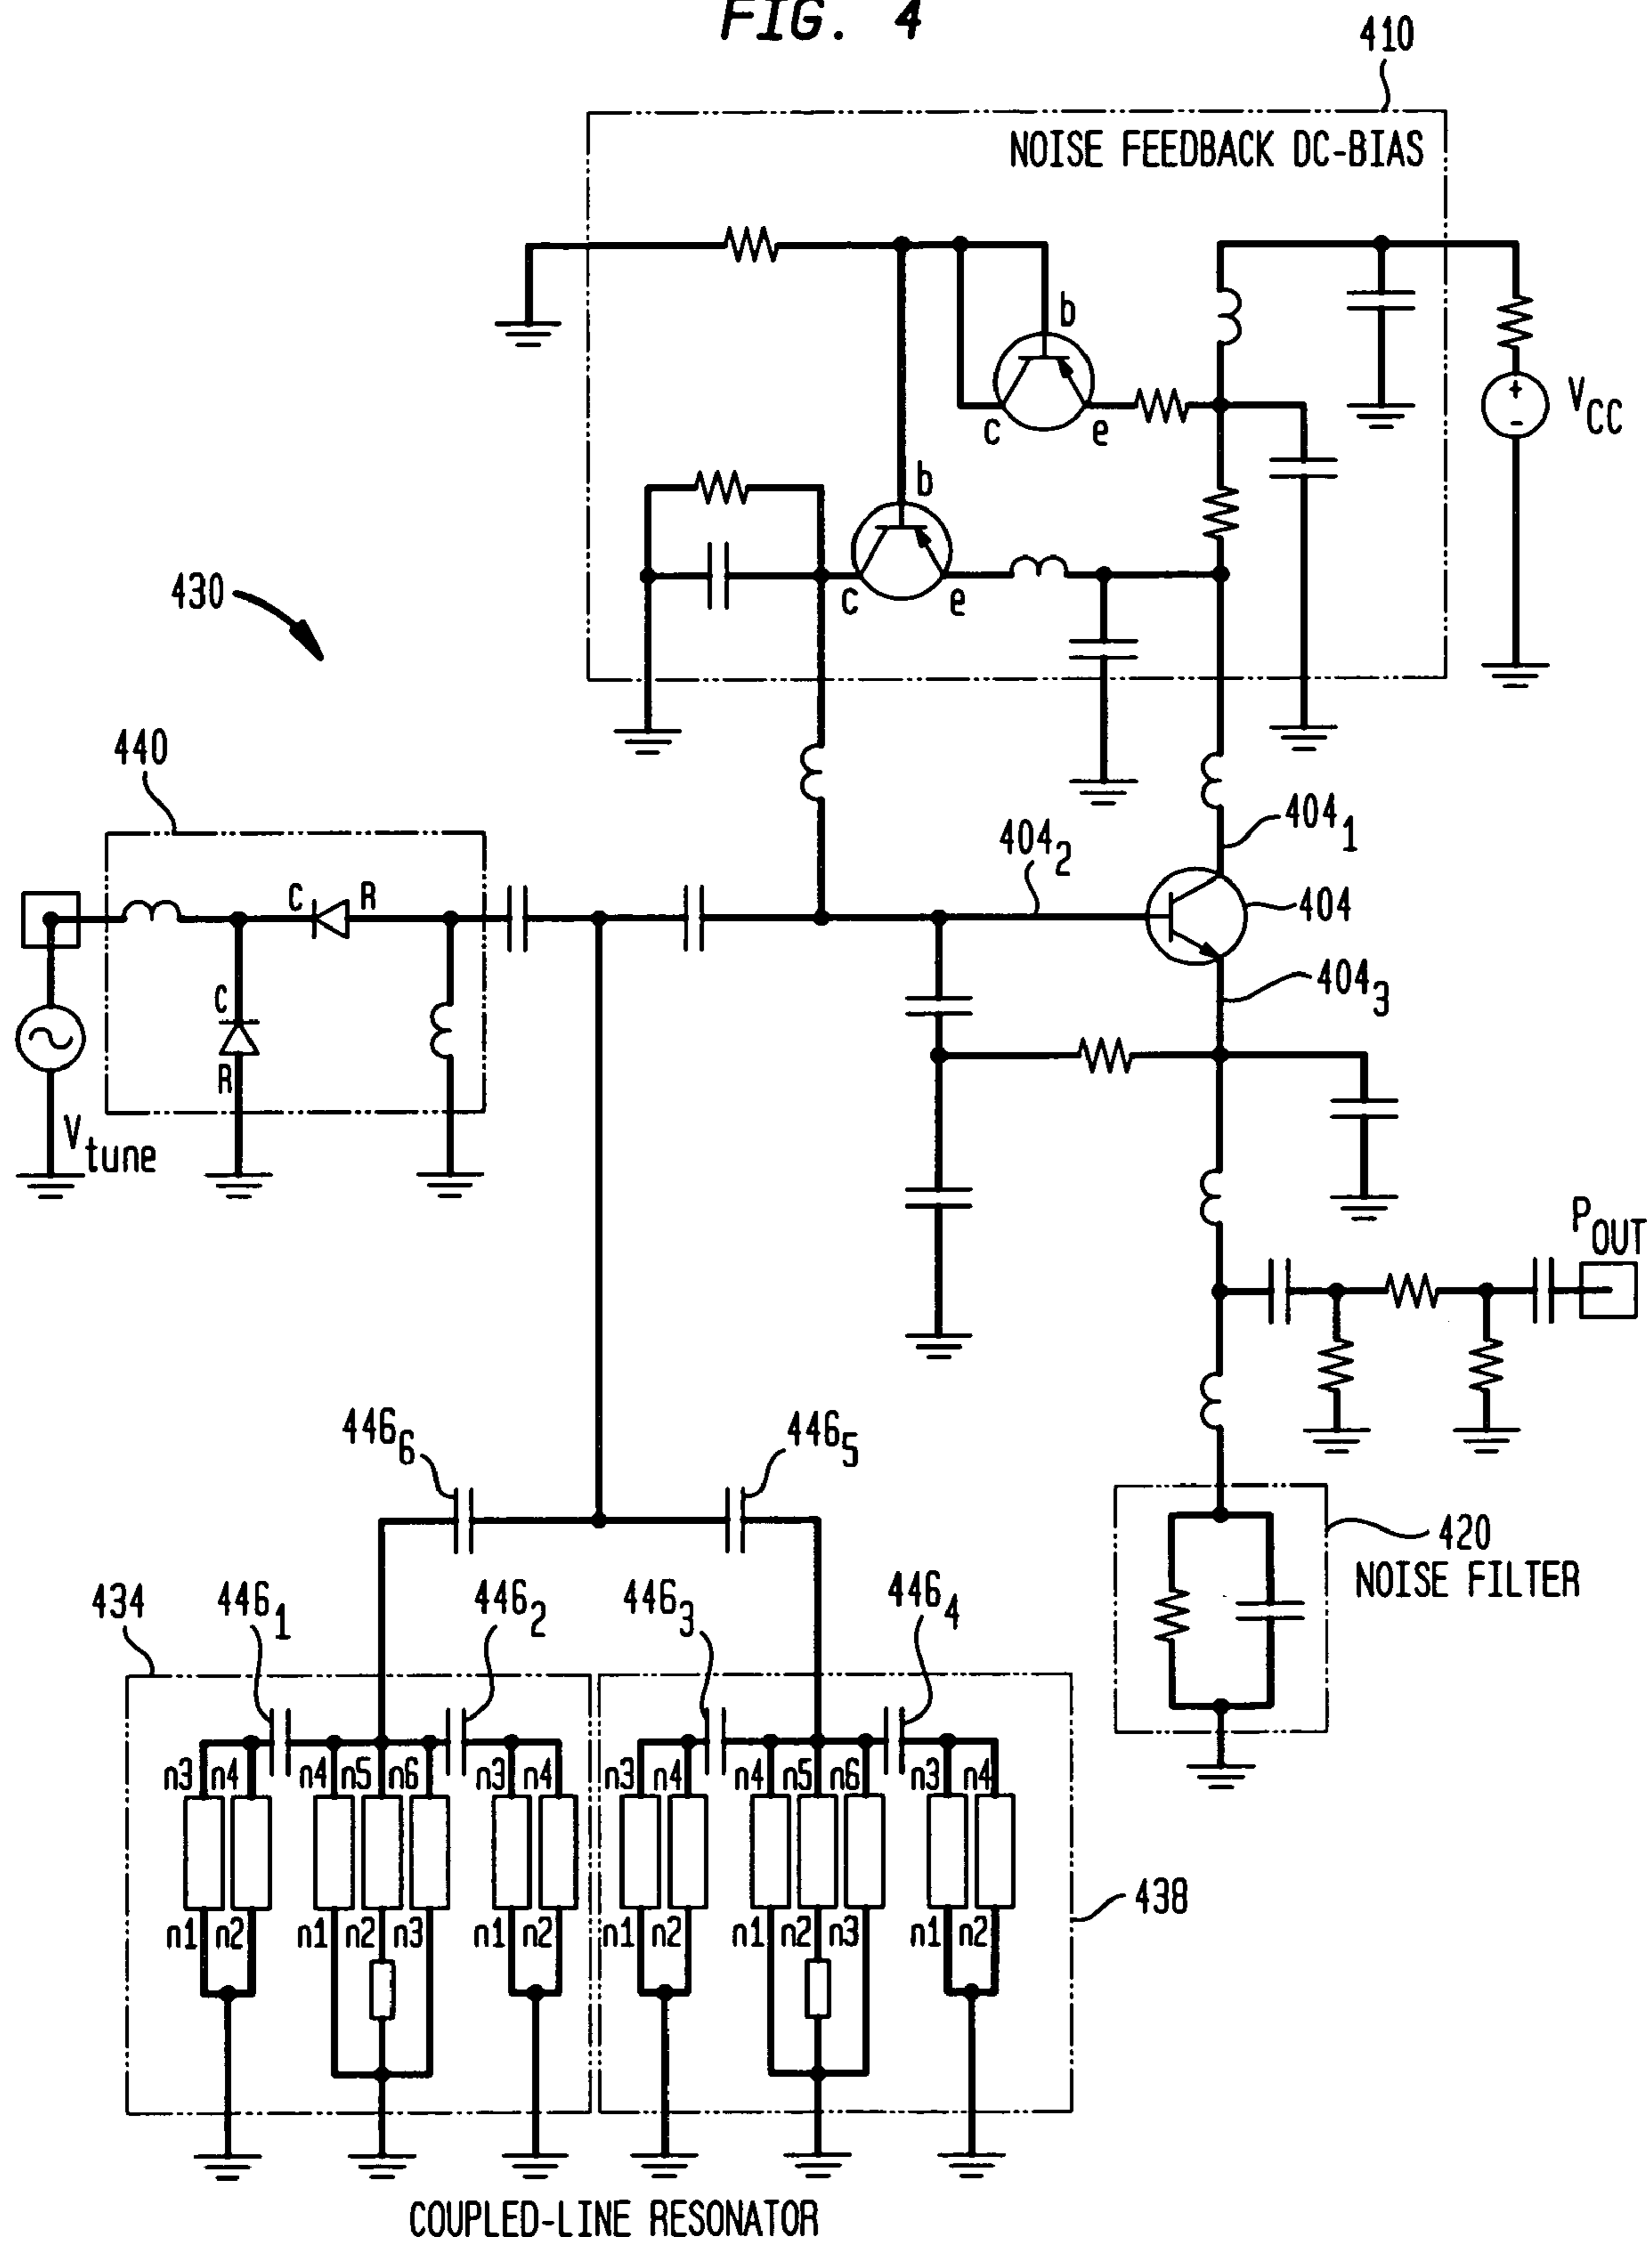 FIG. 4
410
NOISE FEEDBACK DC-BIAS
b
c
e
V_CC
b
c
e
430
440
404_1
404_2
C
R
404
404_3
C
R
V_tune
P_OUT
446_6
446_5
420
NOISE FILTER
434
446_1
446_2
446_3
446_4
n3 n4 n4 n5 n6 n3 n4 n3 n4 n4 n5 n6 n3 n4
n1 n2 n1 n2 n3 n1 n2 n1 n2 n1 n2 n3 n1 n2
438
COUPLED-LINE RESONATOR